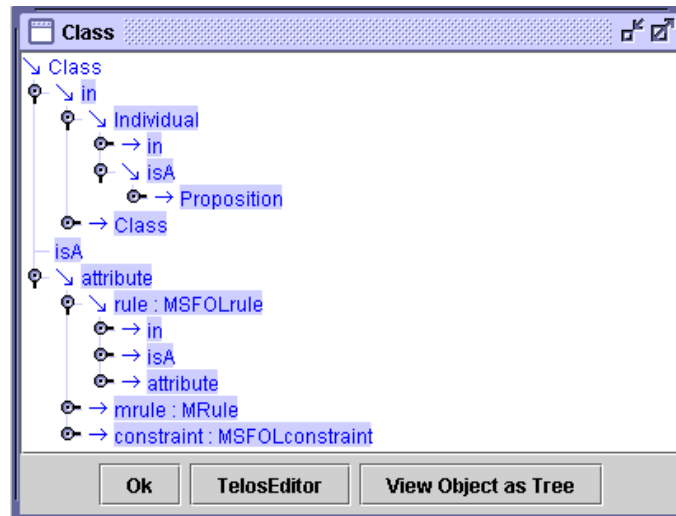 Class
Class
in
Individual
in
isA
Proposition
Class
isA
attribute
rule : MSFOLrule
in
isA
attribute
mrule : MRule
constraint : MSFOLconstraint
Ok TelosEditor View Object as Tree